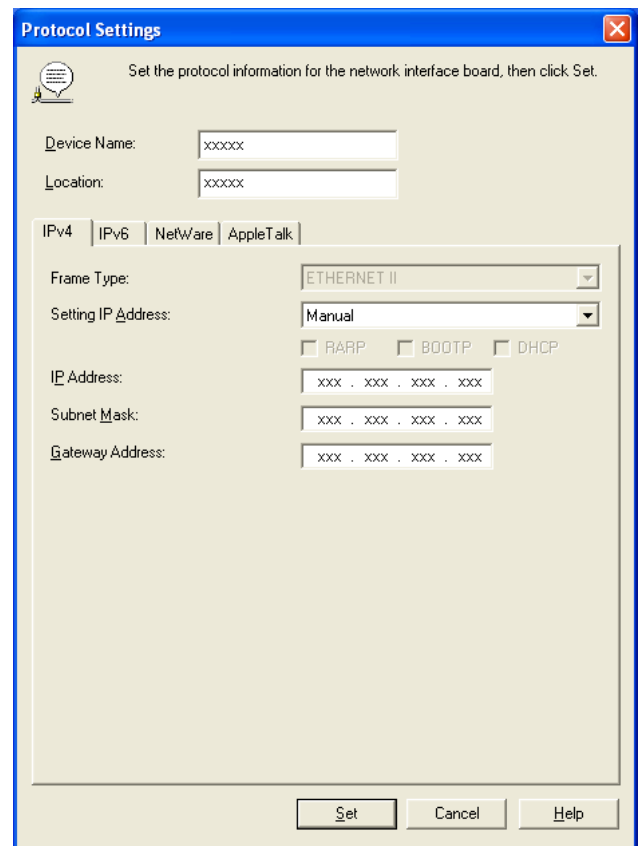 Protocol Settings
Set the protocol information for the network interface board, then click Set.
Device Name: xxxxx
Location: xxxxx
IPv4 IPv6 NetWare AppleTalk
Frame Type: ETHERNET II
Setting IP Address: Manual
RARP BOOTP DHCP
IP Address: xxx . xxx . xxx . xxx
Subnet Mask: xxx . xxx . xxx . xxx
Gateway Address: xxx . xxx . xxx . xxx
Set Cancel Help